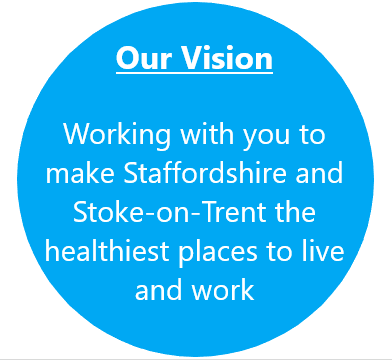 Our Vision
Working with you to
make Staffordshire and
Stoke-on-Trent the
healthiest places to live
and work